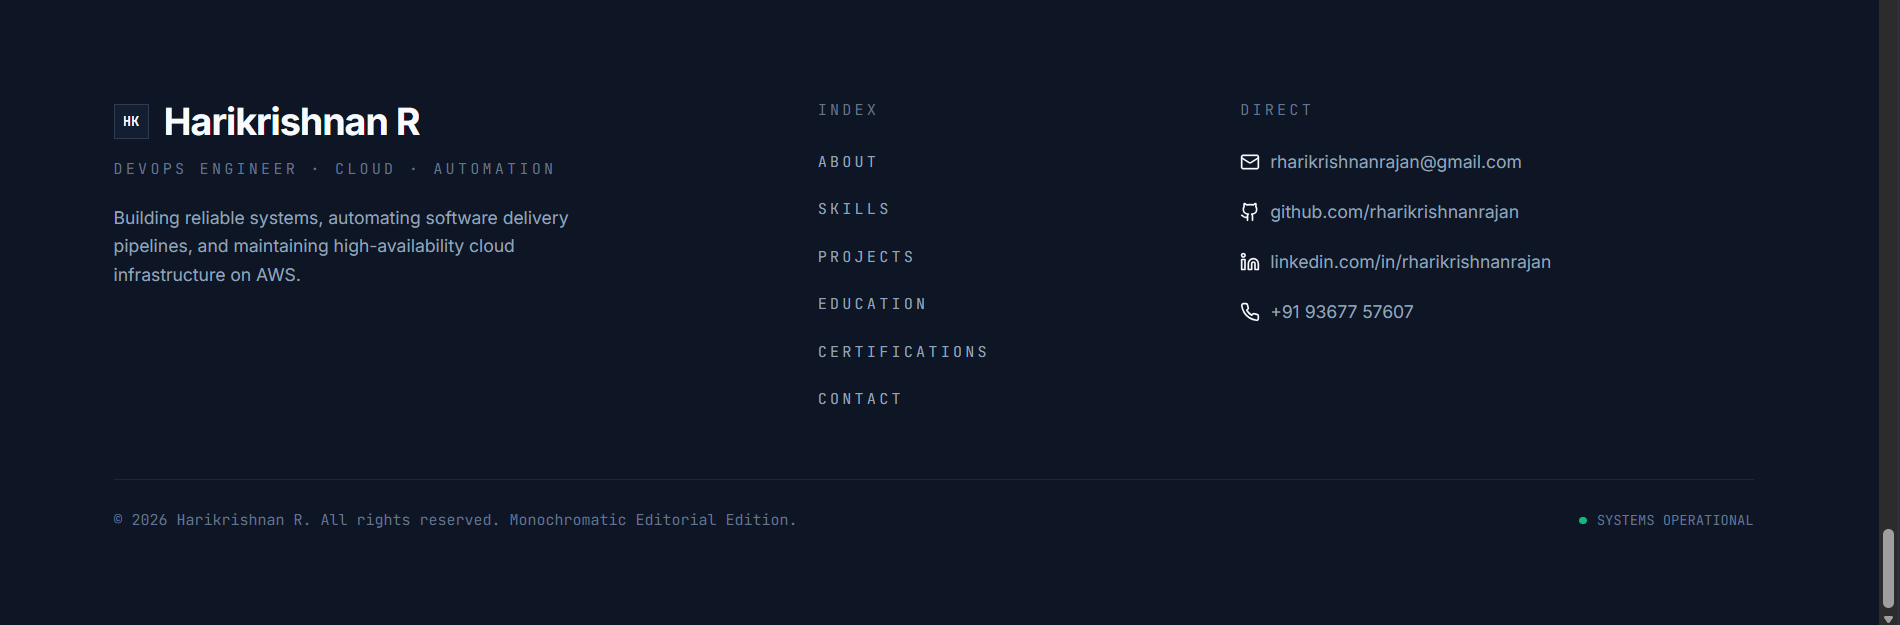 HK
Harikrishnan R
DEVOPS ENGINEER · CLOUD · AUTOMATION
Building reliable systems, automating software delivery
pipelines, and maintaining high-availability cloud
infrastructure on AWS.
INDEX
ABOUT
SKILLS
PROJECTS
EDUCATION
CERTIFICATIONS
CONTACT
DIRECT
rharikrishnanrajan@gmail.com
github.com/rharikrishnanrajan
linkedin.com/in/rharikrishnanrajan
+91 93677 57607
© 2026 Harikrishnan R. All rights reserved. Monochromatic Editorial Edition.
SYSTEMS OPERATIONAL